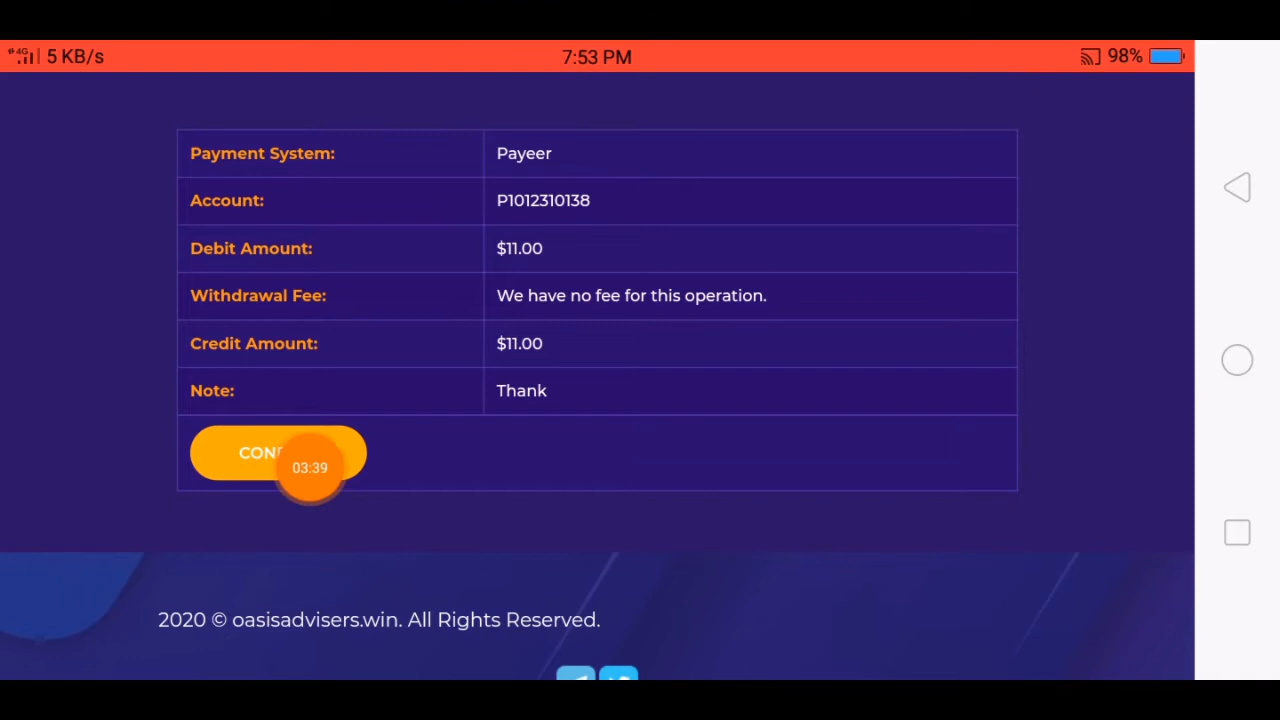 4G 5 KB/s 7:53 PM 98%
Payment System: Payeer
Account: P1012310138
Debit Amount: $11.00
Withdrawal Fee: We have no fee for this operation.
Credit Amount: $11.00
Note: Thank
03:39
2020 © oasisadvisers.win. All Rights Reserved.